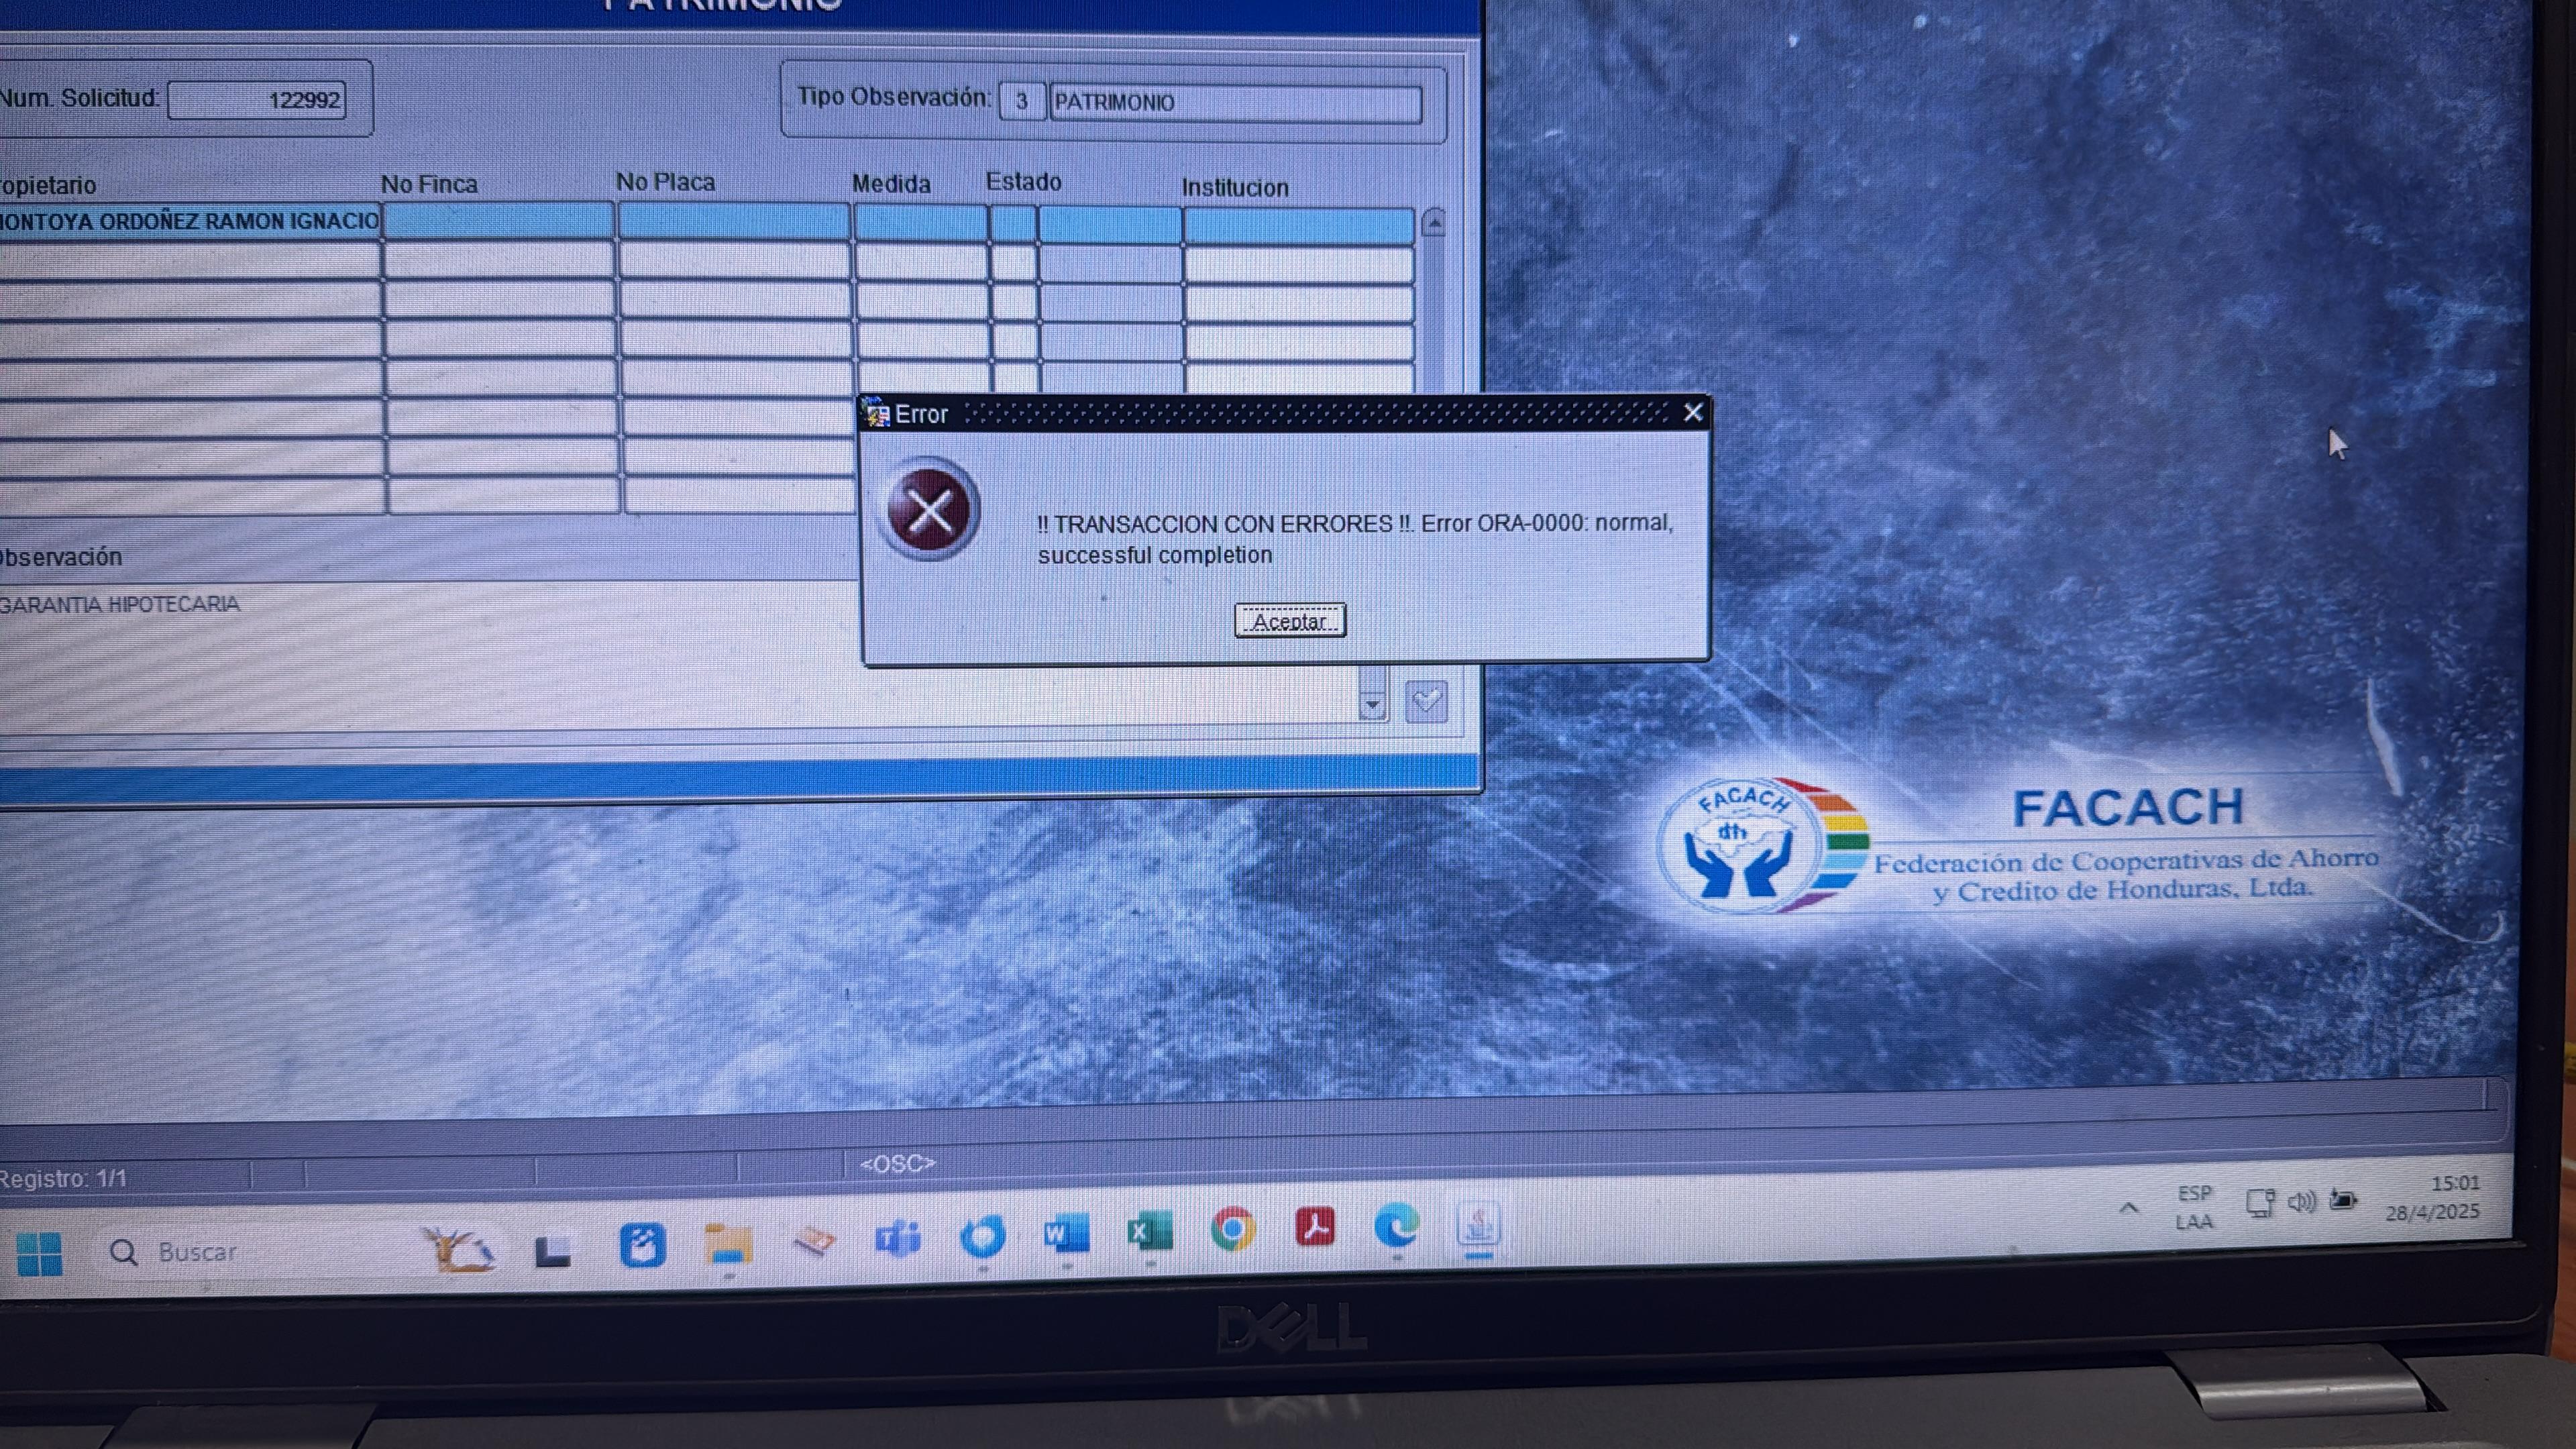 PATRIMONIO
Num. Solicitud: 122992
Tipo Observación: 3 PATRIMONIO
opietario No Finca No Placa Medida Estado Institucion
ONTOYA ORDOÑEZ RAMON IGNACIO
Error
!! TRANSACCION CON ERRORES !!. Error ORA-0000: normal,
successful completion
Aceptar
Observación
GARANTIA HIPOTECARIA
FACACH
FACACH
Federación de Cooperativas de Ahorro
y Credito de Honduras, Ltda.
Registro: 1/1
<OSC>
Buscar
ESP
LAA
15:01
28/4/2025
DELL